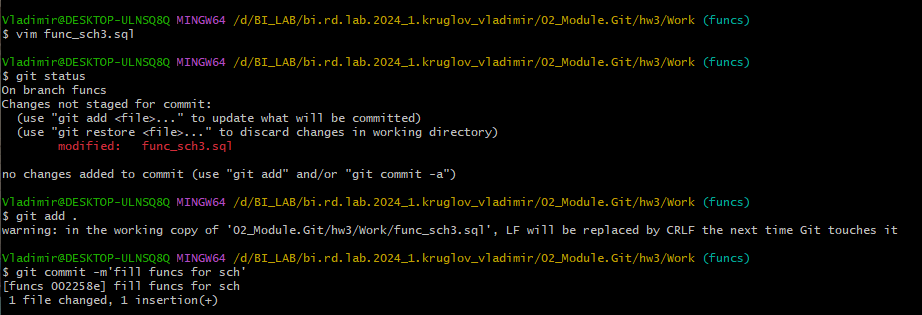 Vladimir@DESKTOP-ULNSQ8Q MINGW64 /d/BI_LAB/bi.rd.lab.2024_1.kruglov_vladimir/02_Module.Git/hw3/Work (funcs)
$ vim func_sch3.sql
Vladimir@DESKTOP-ULNSQ8Q MINGW64 /d/BI_LAB/bi.rd.lab.2024_1.kruglov_vladimir/02_Module.Git/hw3/Work (funcs)
$ git status
On branch funcs
Changes not staged for commit:
  (use "git add <file>..." to update what will be committed)
  (use "git restore <file>..." to discard changes in working directory)
        modified:   func_sch3.sql
no changes added to commit (use "git add" and/or "git commit -a")
Vladimir@DESKTOP-ULNSQ8Q MINGW64 /d/BI_LAB/bi.rd.lab.2024_1.kruglov_vladimir/02_Module.Git/hw3/Work (funcs)
$ git add .
warning: in the working copy of '02_Module.Git/hw3/Work/func_sch3.sql', LF will be replaced by CRLF the next time Git touches it
Vladimir@DESKTOP-ULNSQ8Q MINGW64 /d/BI_LAB/bi.rd.lab.2024_1.kruglov_vladimir/02_Module.Git/hw3/Work (funcs)
$ git commit -m'fill funcs for sch'
[funcs 002258e] fill funcs for sch
 1 file changed, 1 insertion(+)